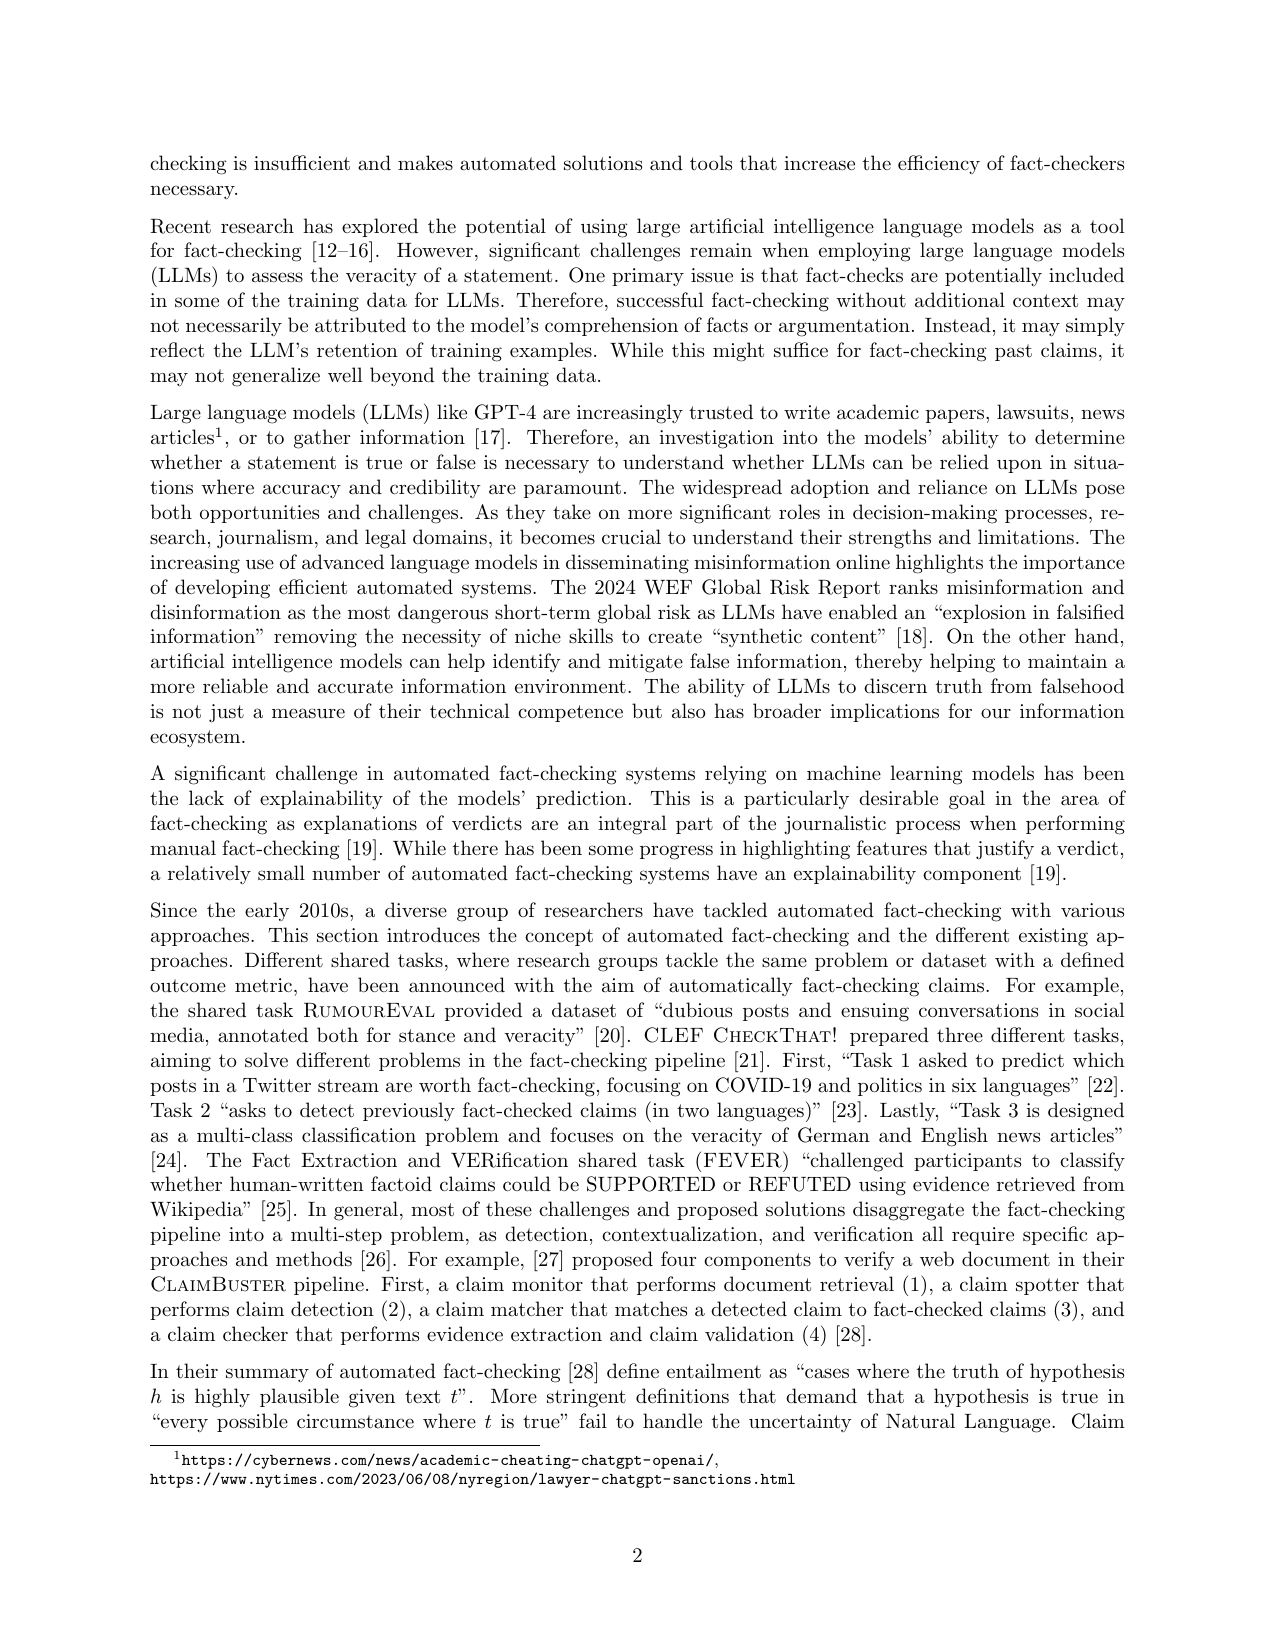 checking is insufficient and makes automated solutions and tools that increase the efficiency of fact-checkers
necessary.
Recent research has explored the potential of using large artificial intelligence language models as a tool
for fact-checking [12–16]. However, significant challenges remain when employing large language models
(LLMs) to assess the veracity of a statement. One primary issue is that fact-checks are potentially included
in some of the training data for LLMs. Therefore, successful fact-checking without additional context may
not necessarily be attributed to the model’s comprehension of facts or argumentation. Instead, it may simply
reflect the LLM’s retention of training examples. While this might suffice for fact-checking past claims, it
may not generalize well beyond the training data.
Large language models (LLMs) like GPT-4 are increasingly trusted to write academic papers, lawsuits, news
articles¹, or to gather information [17]. Therefore, an investigation into the models’ ability to determine
whether a statement is true or false is necessary to understand whether LLMs can be relied upon in situa-
tions where accuracy and credibility are paramount. The widespread adoption and reliance on LLMs pose
both opportunities and challenges. As they take on more significant roles in decision-making processes, re-
search, journalism, and legal domains, it becomes crucial to understand their strengths and limitations. The
increasing use of advanced language models in disseminating misinformation online highlights the importance
of developing efficient automated systems. The 2024 WEF Global Risk Report ranks misinformation and
disinformation as the most dangerous short-term global risk as LLMs have enabled an “explosion in falsified
information” removing the necessity of niche skills to create “synthetic content” [18]. On the other hand,
artificial intelligence models can help identify and mitigate false information, thereby helping to maintain a
more reliable and accurate information environment. The ability of LLMs to discern truth from falsehood
is not just a measure of their technical competence but also has broader implications for our information
ecosystem.
A significant challenge in automated fact-checking systems relying on machine learning models has been
the lack of explainability of the models’ prediction. This is a particularly desirable goal in the area of
fact-checking as explanations of verdicts are an integral part of the journalistic process when performing
manual fact-checking [19]. While there has been some progress in highlighting features that justify a verdict,
a relatively small number of automated fact-checking systems have an explainability component [19].
Since the early 2010s, a diverse group of researchers have tackled automated fact-checking with various
approaches. This section introduces the concept of automated fact-checking and the different existing ap-
proaches. Different shared tasks, where research groups tackle the same problem or dataset with a defined
outcome metric, have been announced with the aim of automatically fact-checking claims. For example,
the shared task RUMOUREVAL provided a dataset of “dubious posts and ensuing conversations in social
media, annotated both for stance and veracity” [20]. CLEF CHECKTHAT! prepared three different tasks,
aiming to solve different problems in the fact-checking pipeline [21]. First, “Task 1 asked to predict which
posts in a Twitter stream are worth fact-checking, focusing on COVID-19 and politics in six languages” [22].
Task 2 “asks to detect previously fact-checked claims (in two languages)” [23]. Lastly, “Task 3 is designed
as a multi-class classification problem and focuses on the veracity of German and English news articles”
[24]. The Fact Extraction and VERification shared task (FEVER) “challenged participants to classify
whether human-written factoid claims could be SUPPORTED or REFUTED using evidence retrieved from
Wikipedia” [25]. In general, most of these challenges and proposed solutions disaggregate the fact-checking
pipeline into a multi-step problem, as detection, contextualization, and verification all require specific ap-
proaches and methods [26]. For example, [27] proposed four components to verify a web document in their
CLAIMBUSTER pipeline. First, a claim monitor that performs document retrieval (1), a claim spotter that
performs claim detection (2), a claim matcher that matches a detected claim to fact-checked claims (3), and
a claim checker that performs evidence extraction and claim validation (4) [28].
In their summary of automated fact-checking [28] define entailment as “cases where the truth of hypothesis
h is highly plausible given text t”. More stringent definitions that demand that a hypothesis is true in
“every possible circumstance where t is true” fail to handle the uncertainty of Natural Language. Claim
¹https://cybernews.com/news/academic-cheating-chatgpt-openai/,
https://www.nytimes.com/2023/06/08/nyregion/lawyer-chatgpt-sanctions.html
2